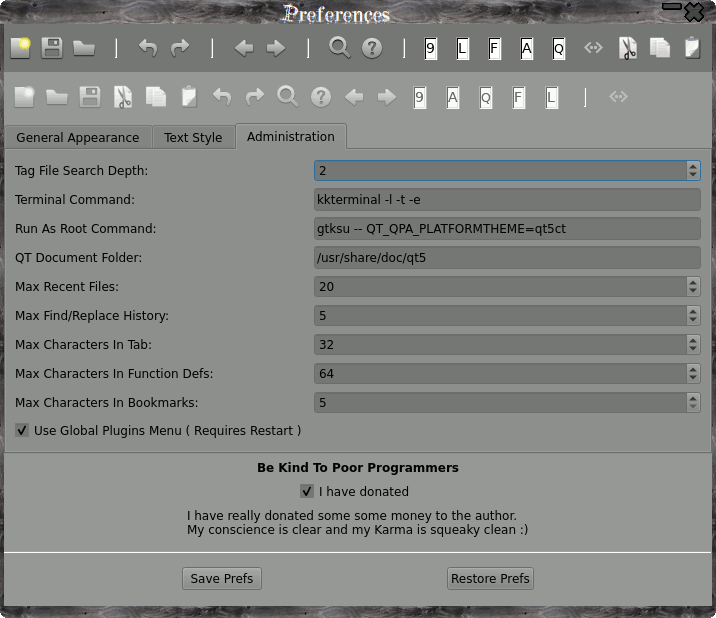 Preferences
9 L F A Q
9 A Q F L
General Appearance Text Style Administration
Tag File Search Depth: 2
Terminal Command: kkterminal -l -t -e
Run As Root Command: gtksu -- QT_QPA_PLATFORMTHEME=qt5ct
QT Document Folder: /usr/share/doc/qt5
Max Recent Files: 20
Max Find/Replace History: 5
Max Characters In Tab: 32
Max Characters In Function Defs: 64
Max Characters In Bookmarks: 5
Use Global Plugins Menu ( Requires Restart )
Be Kind To Poor Programmers
I have donated
I have really donated some some money to the author.
My conscience is clear and my Karma is squeaky clean :)
Save Prefs Restore Prefs